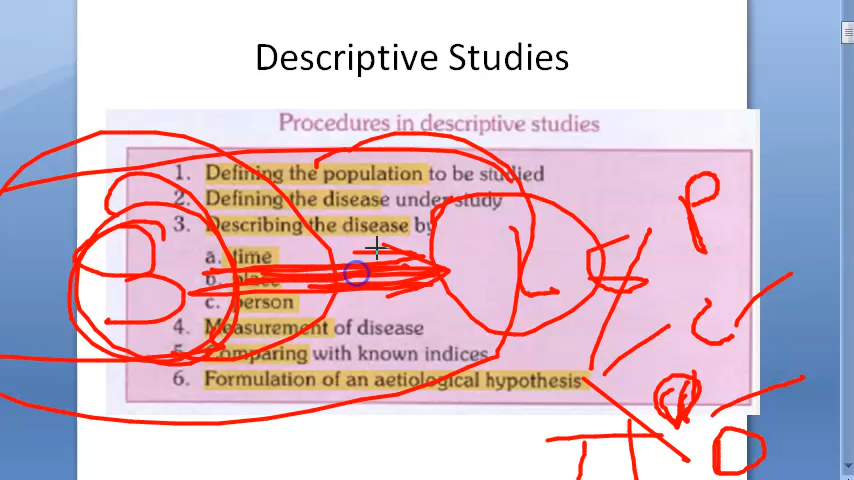 Descriptive Studies
Procedures in descriptive studies
1. Defining the population to be studied
2. Defining the disease under study
3. Describing the disease by
a. time
b. place
c. person
4. Measurement of disease
5. Comparing with known indices
6. Formulation of an aetiological hypothesis
P
C
O